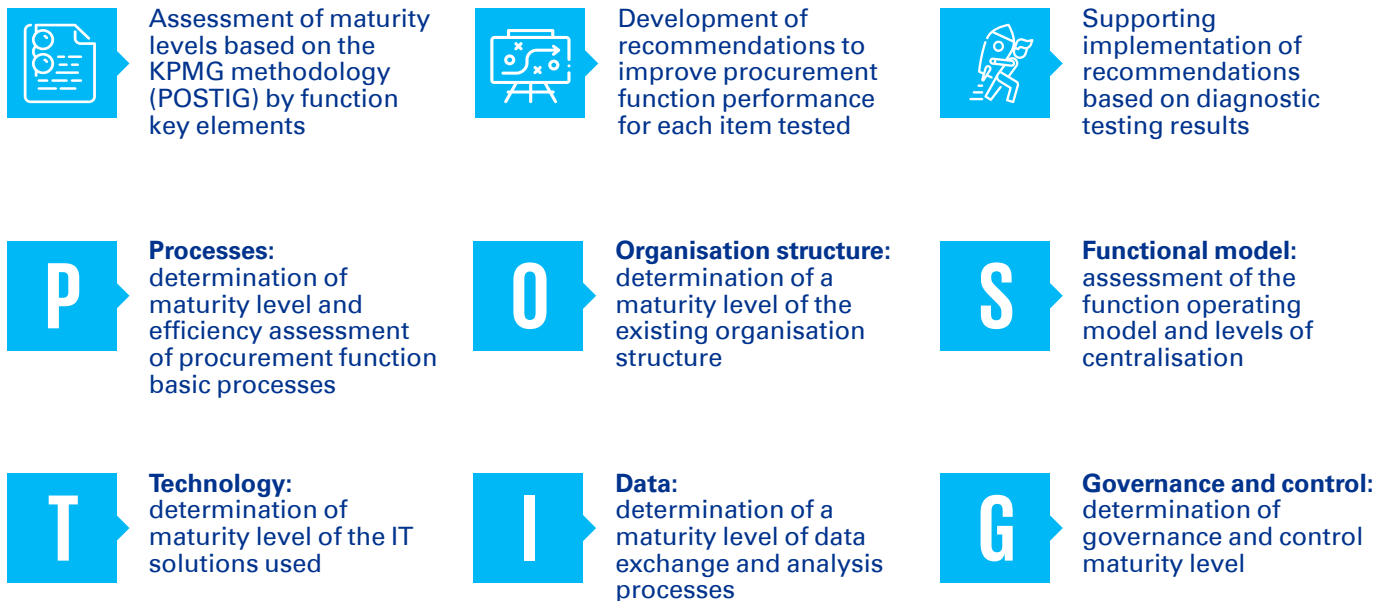 Assessment of maturity
levels based on the
KPMG methodology
(POSTIG) by function
key elements
Development of
recommendations to
improve procurement
function performance
for each item tested
Supporting
implementation of
recommendations
based on diagnostic
testing results
P
Processes:
determination of
maturity level and
efficiency assessment
of procurement function
basic processes
O
Organisation structure:
determination of a
maturity level of the
existing organisation
structure
S
Functional model:
assessment of the
function operating
model and levels of
centralisation
T
Technology:
determination of
maturity level of the IT
solutions used
I
Data:
determination of a
maturity level of data
exchange and analysis
processes
G
Governance and control:
determination of
governance and control
maturity level